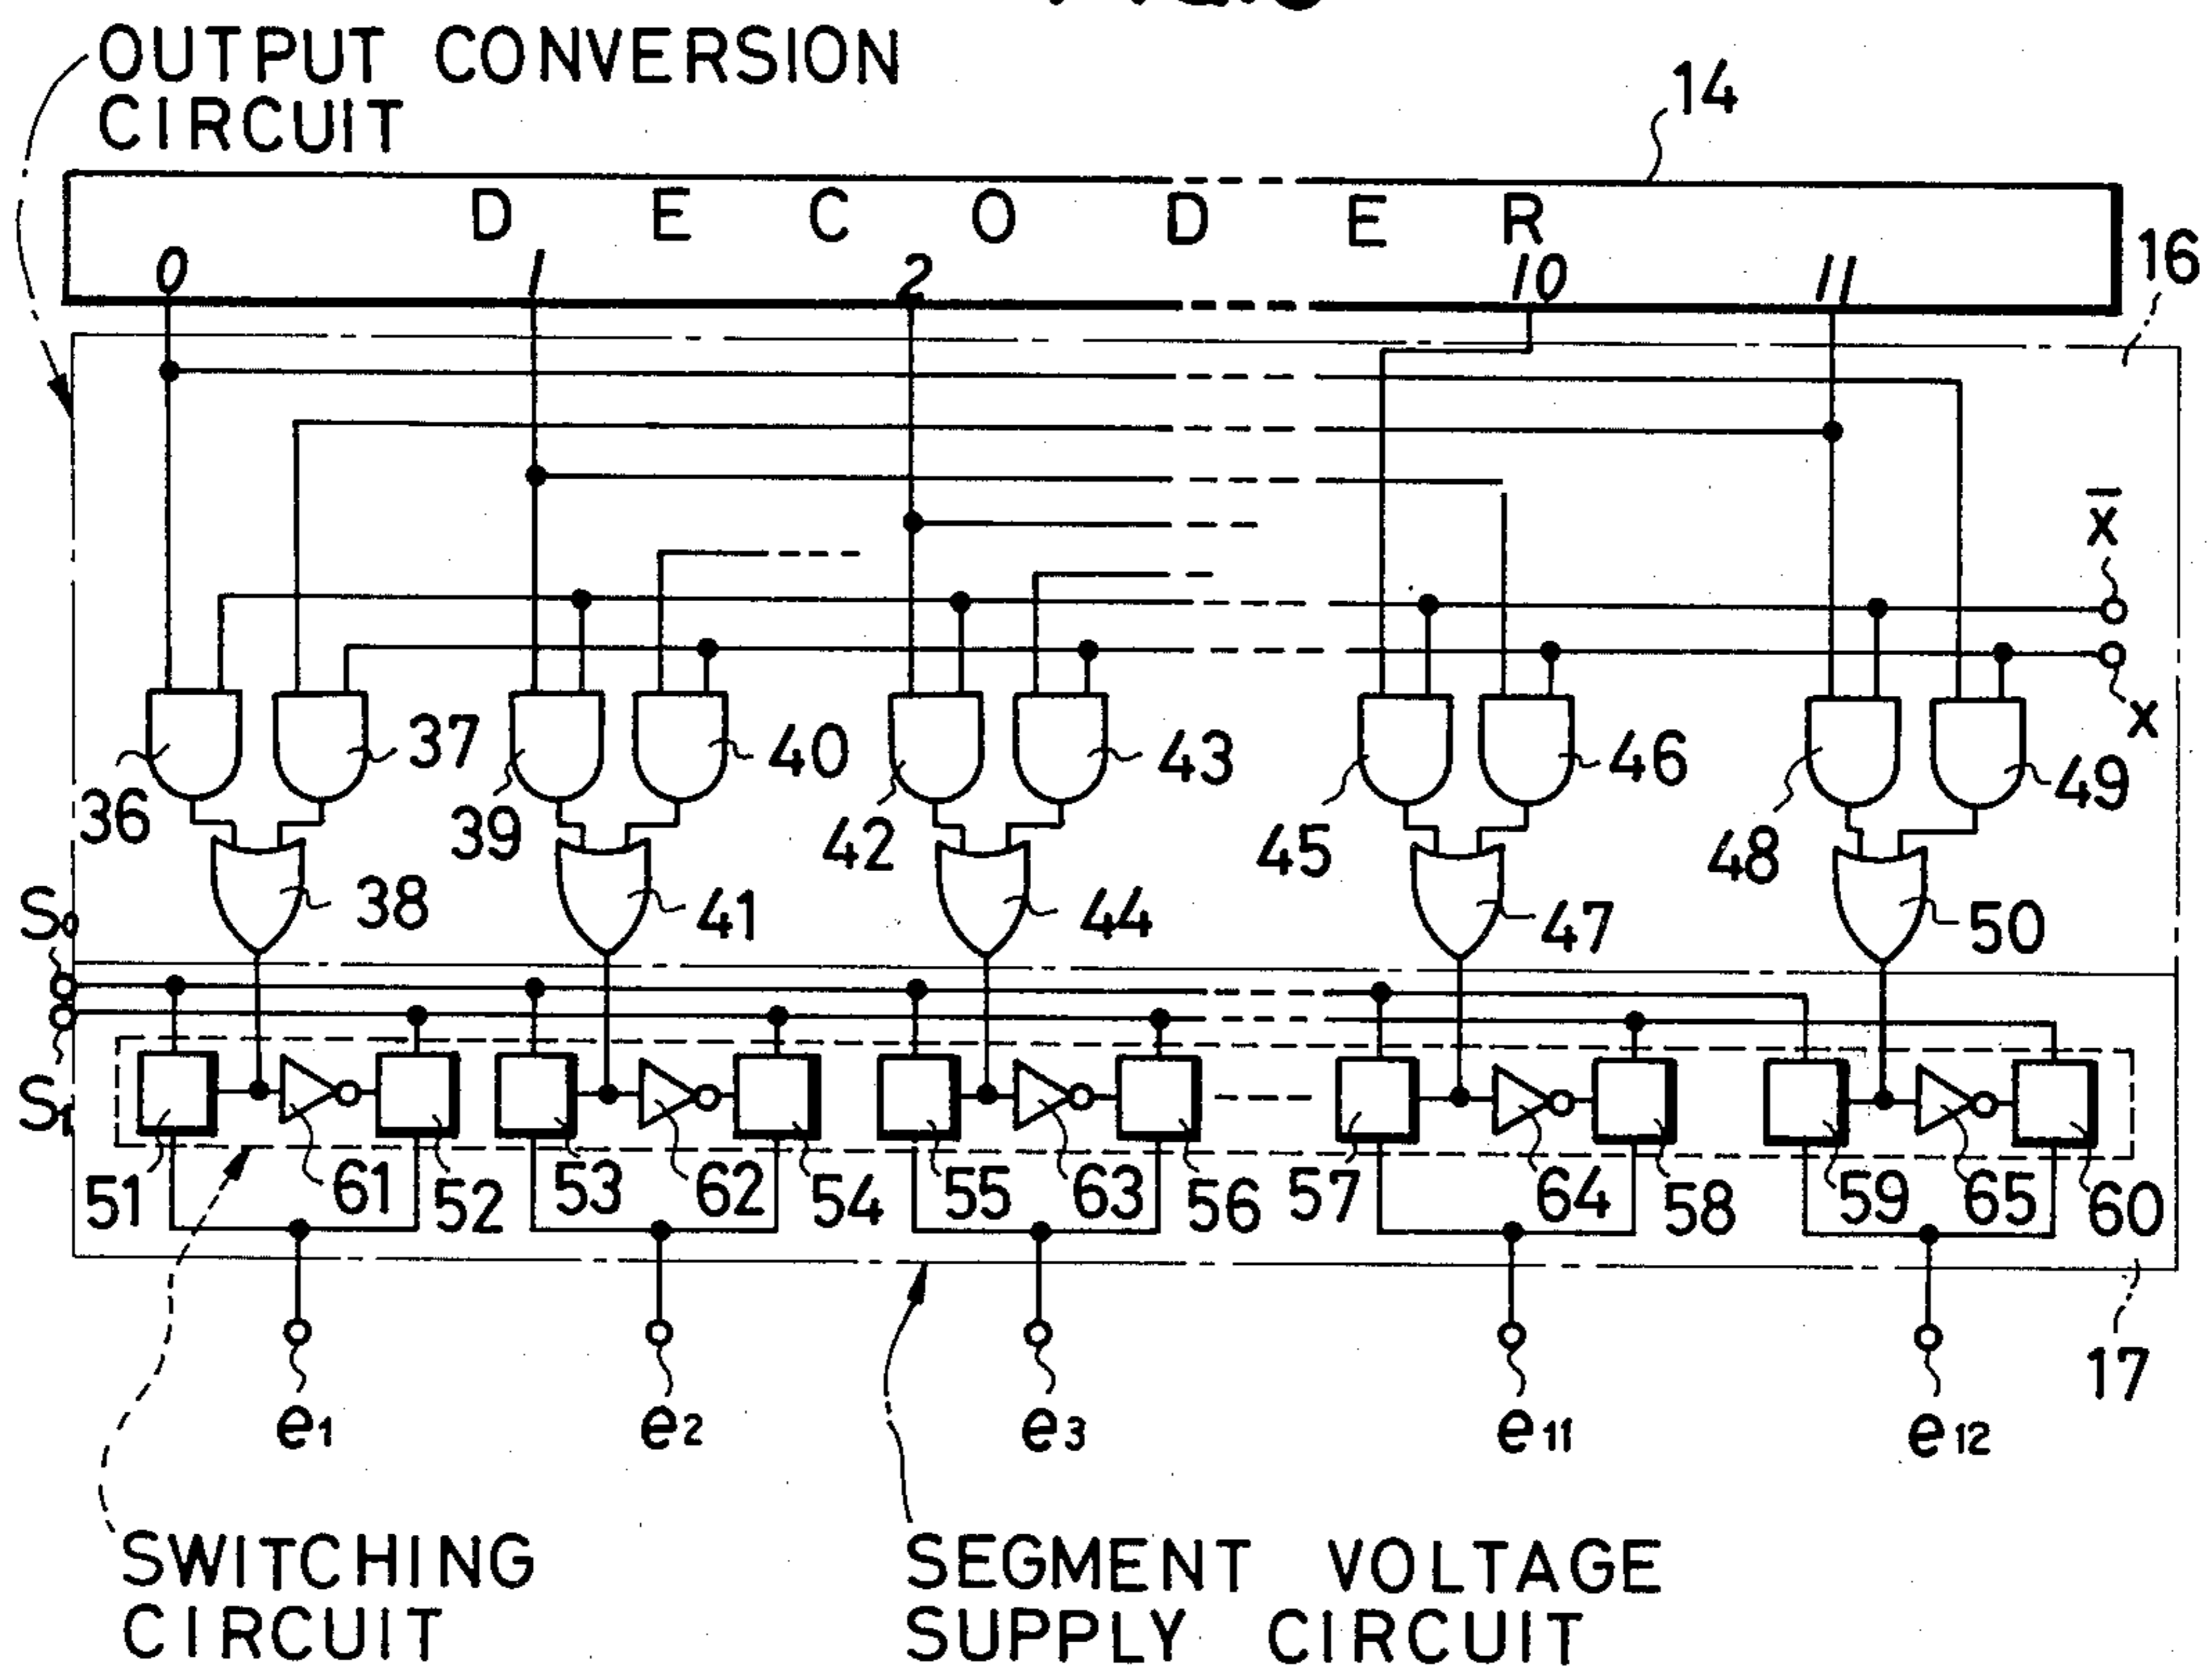 OUTPUT CONVERSION
CIRCUIT
14
DECODER
16
0 1 2 10 11
x̄
x
36 37 39 40 42 43 45 46 48 49
38 41 44 47 50
S0
S1
51 61 52 53 62 54 55 63 56 57 64 58 59 65 60
17
e1 e2 e3 e11 e12
SWITCHING
CIRCUIT
SEGMENT VOLTAGE
SUPPLY CIRCUIT